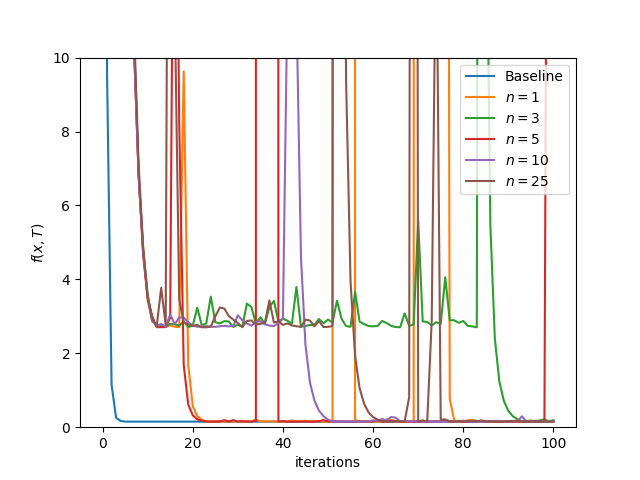 10
8
6
4
2
0
f(x, T)
0
20
40
60
80
100
iterations
Baseline
n = 1
n = 3
n = 5
n = 10
n = 25